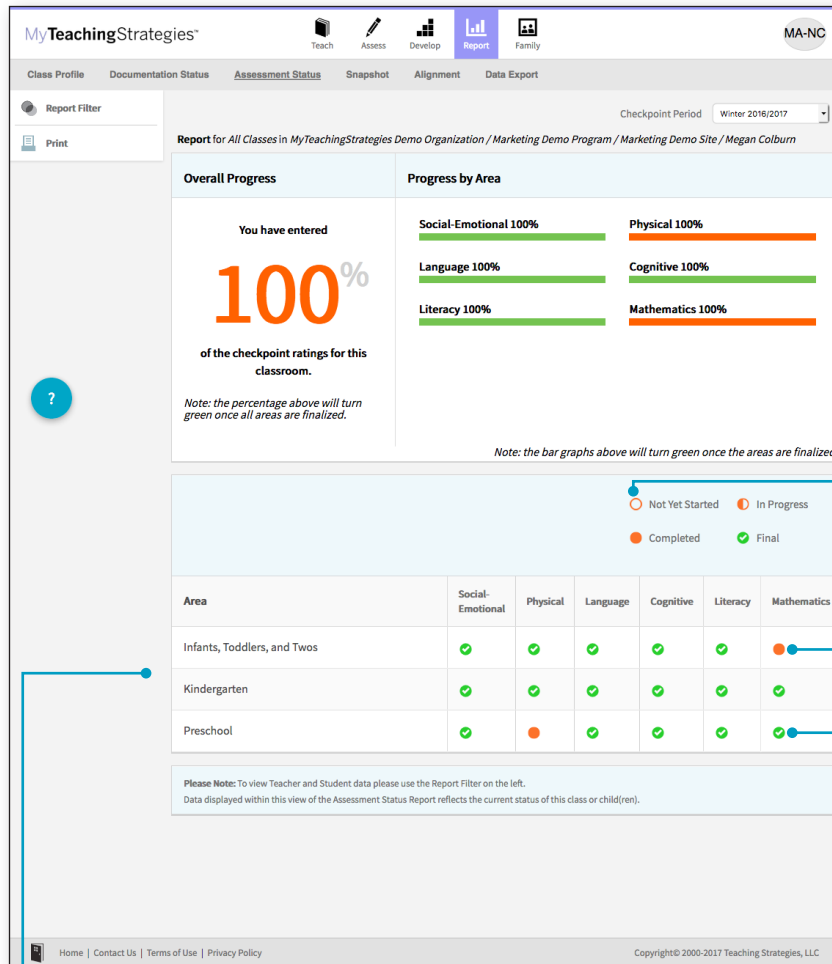 MyTeachingStrategies™
Teach Assess Develop Report Family
MA-NC
Class Profile Documentation Status Assessment Status Snapshot Alignment Data Export
Report Filter
Print
Checkpoint Period Winter 2016/2017
Report for All Classes in MyTeachingStrategies Demo Organization / Marketing Demo Program / Marketing Demo Site / Megan Colburn
Overall Progress Progress by Area
You have entered
100%
of the checkpoint ratings for this
classroom.
Note: the percentage above will turn
green once all areas are finalized.
Social-Emotional 100% Physical 100%
Language 100% Cognitive 100%
Literacy 100% Mathematics 100%
?
Note: the bar graphs above will turn green once the areas are finalized
Not Yet Started In Progress
Completed Final
Area Social-
Emotional Physical Language Cognitive Literacy Mathematics
Infants, Toddlers, and Twos
Kindergarten
Preschool
Please Note: To view Teacher and Student data please use the Report Filter on the left.
Data displayed within this view of the Assessment Status Report reflects the current status of this class or child(ren).
Home | Contact Us | Terms of Use | Privacy Policy Copyright© 2000-2017 Teaching Strategies, LLC